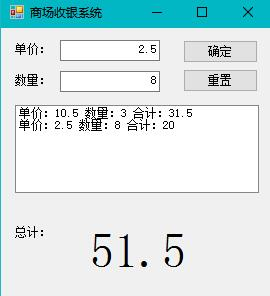 商场收银系统
单价： 2.5 确定
数量： 8 重置
单价：10.5 数量：3 合计：31.5
单价：2.5 数量：8 合计：20
总计：
51.5